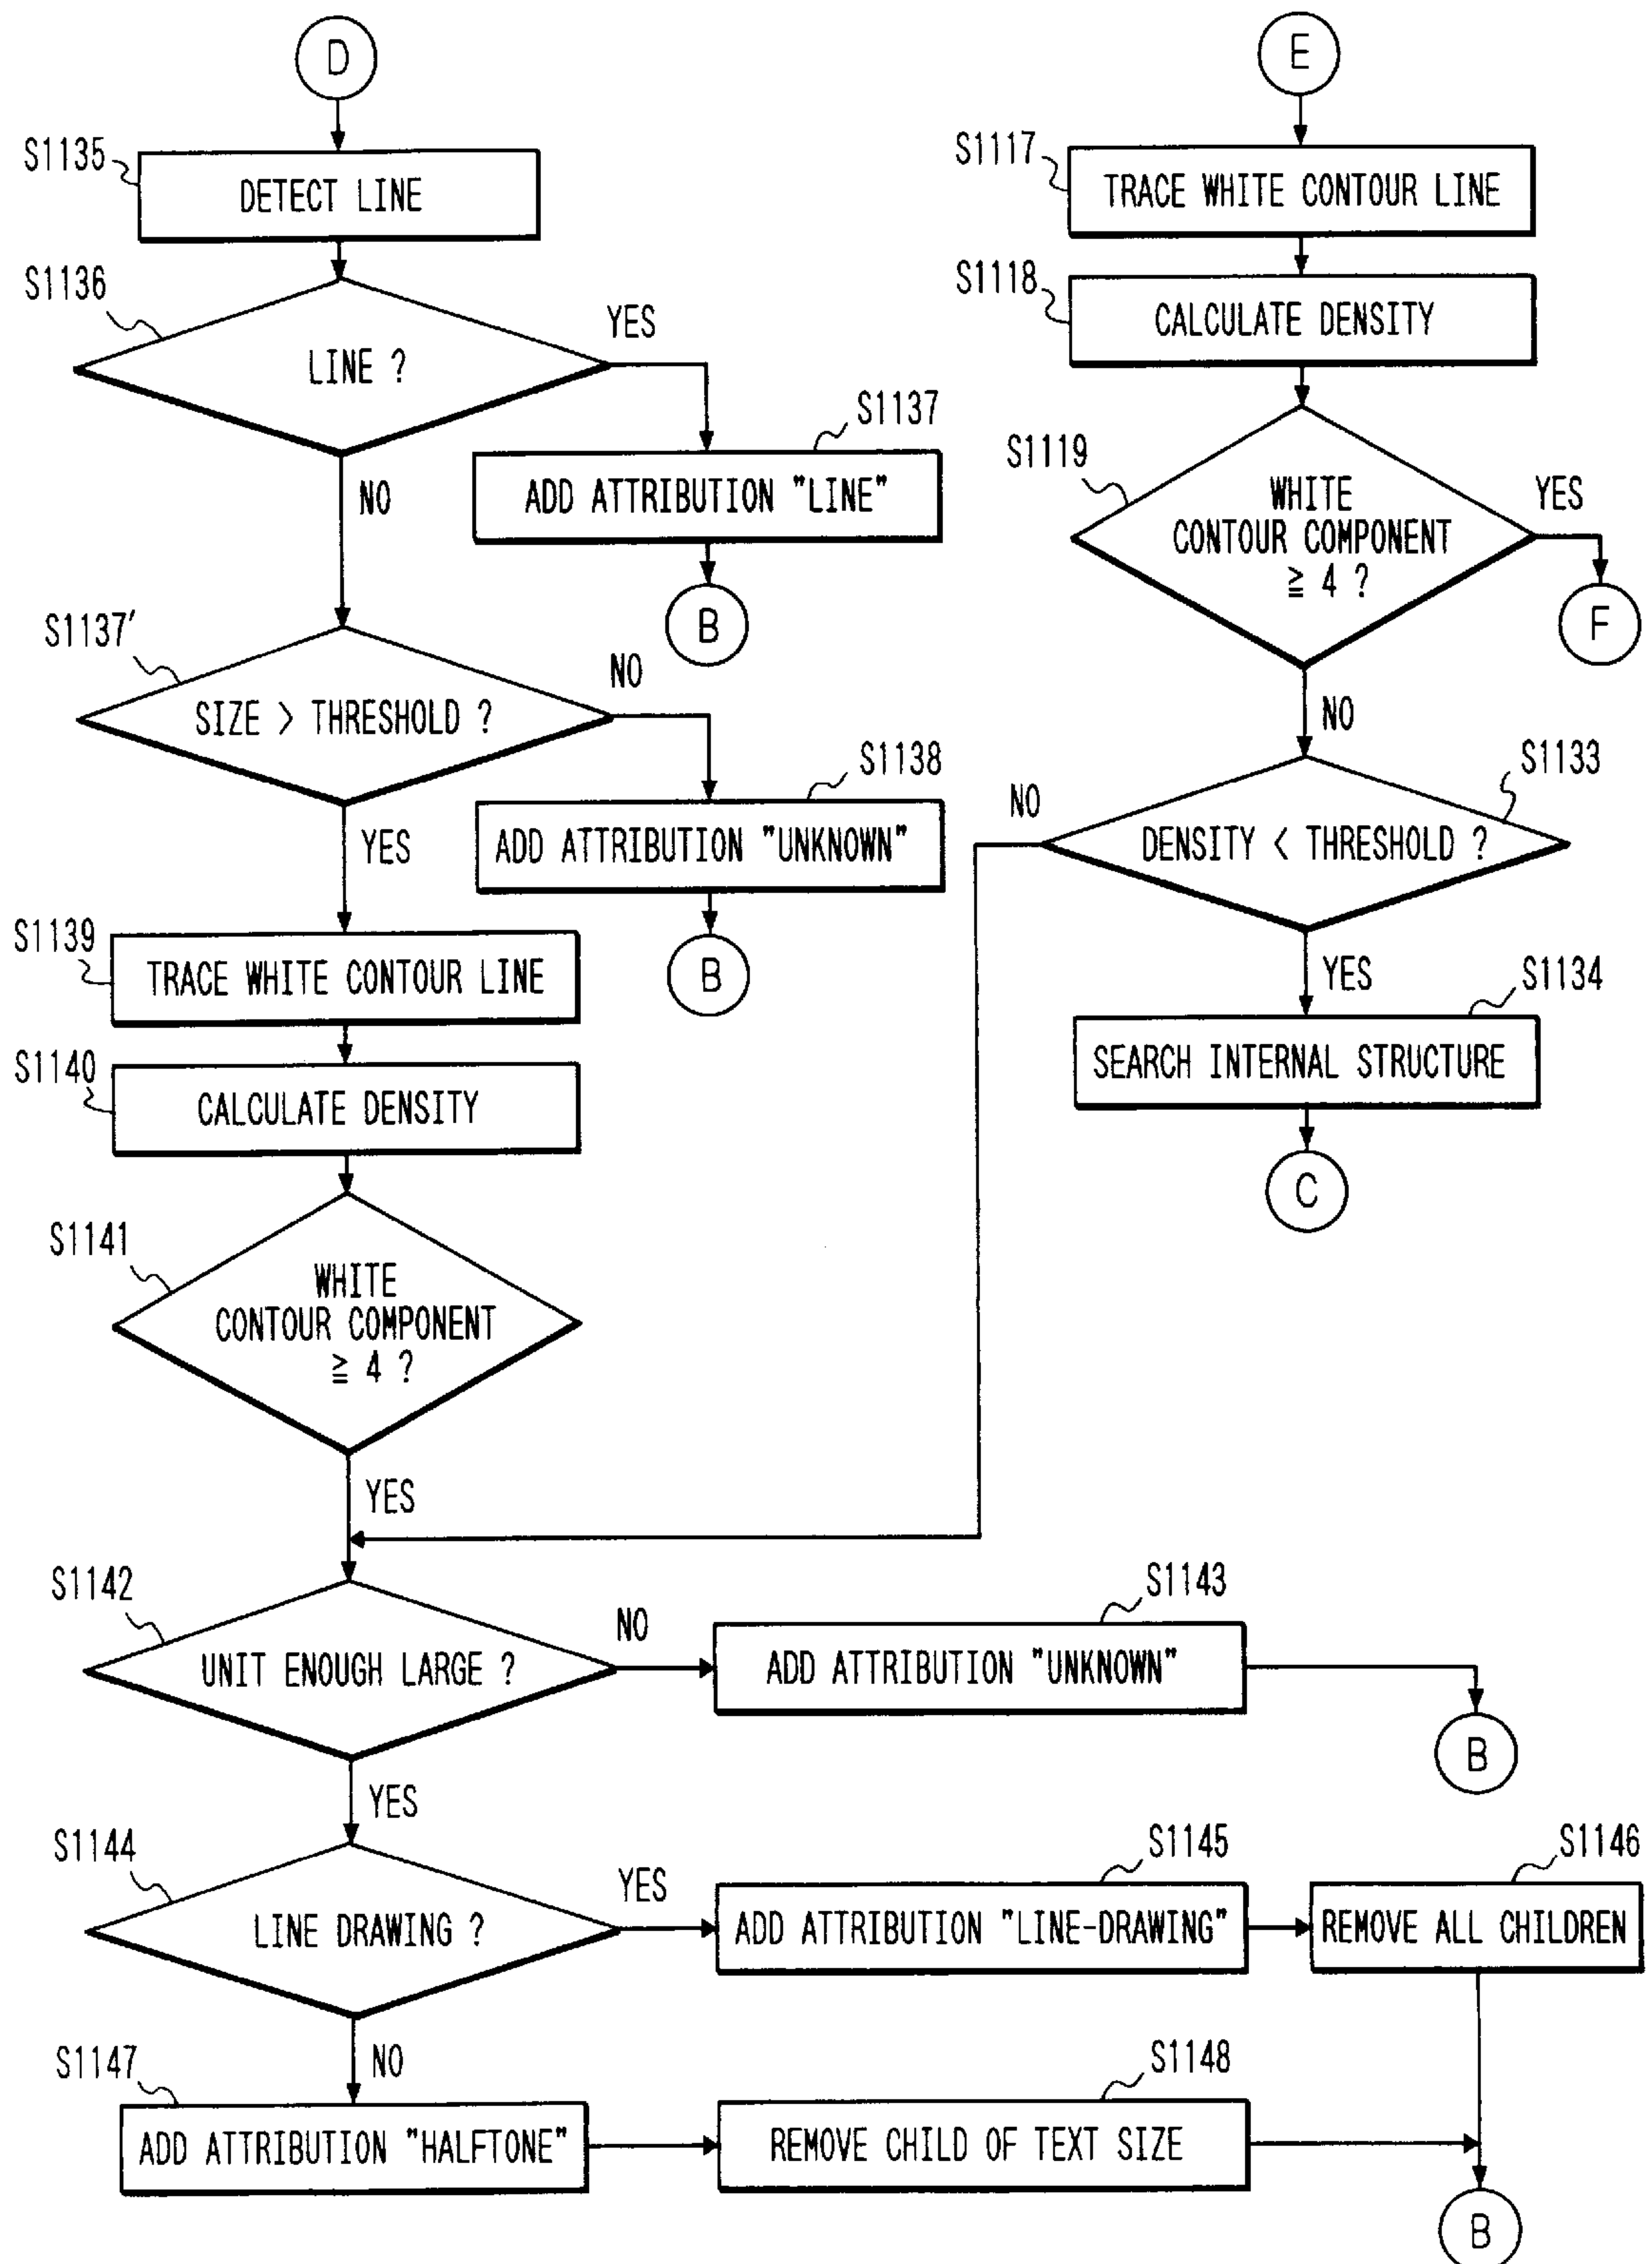 D
S1135
DETECT LINE
S1136
LINE ?
YES
NO
S1137
ADD ATTRIBUTION "LINE"
B
S1137'
SIZE > THRESHOLD ?
NO
YES
S1138
ADD ATTRIBUTION "UNKNOWN"
B
S1139
TRACE WHITE CONTOUR LINE
S1140
CALCULATE DENSITY
S1141
WHITE
CONTOUR COMPONENT
≧ 4 ?
YES
E
S1117
TRACE WHITE CONTOUR LINE
S1118
CALCULATE DENSITY
S1119
WHITE
CONTOUR COMPONENT
≧ 4 ?
YES
F
NO
S1133
DENSITY < THRESHOLD ?
NO
YES
S1134
SEARCH INTERNAL STRUCTURE
C
S1142
UNIT ENOUGH LARGE ?
NO
S1143
ADD ATTRIBUTION "UNKNOWN"
B
YES
S1144
LINE DRAWING ?
YES
S1145
ADD ATTRIBUTION "LINE-DRAWING"
S1146
REMOVE ALL CHILDREN
NO
S1147
ADD ATTRIBUTION "HALFTONE"
S1148
REMOVE CHILD OF TEXT SIZE
B